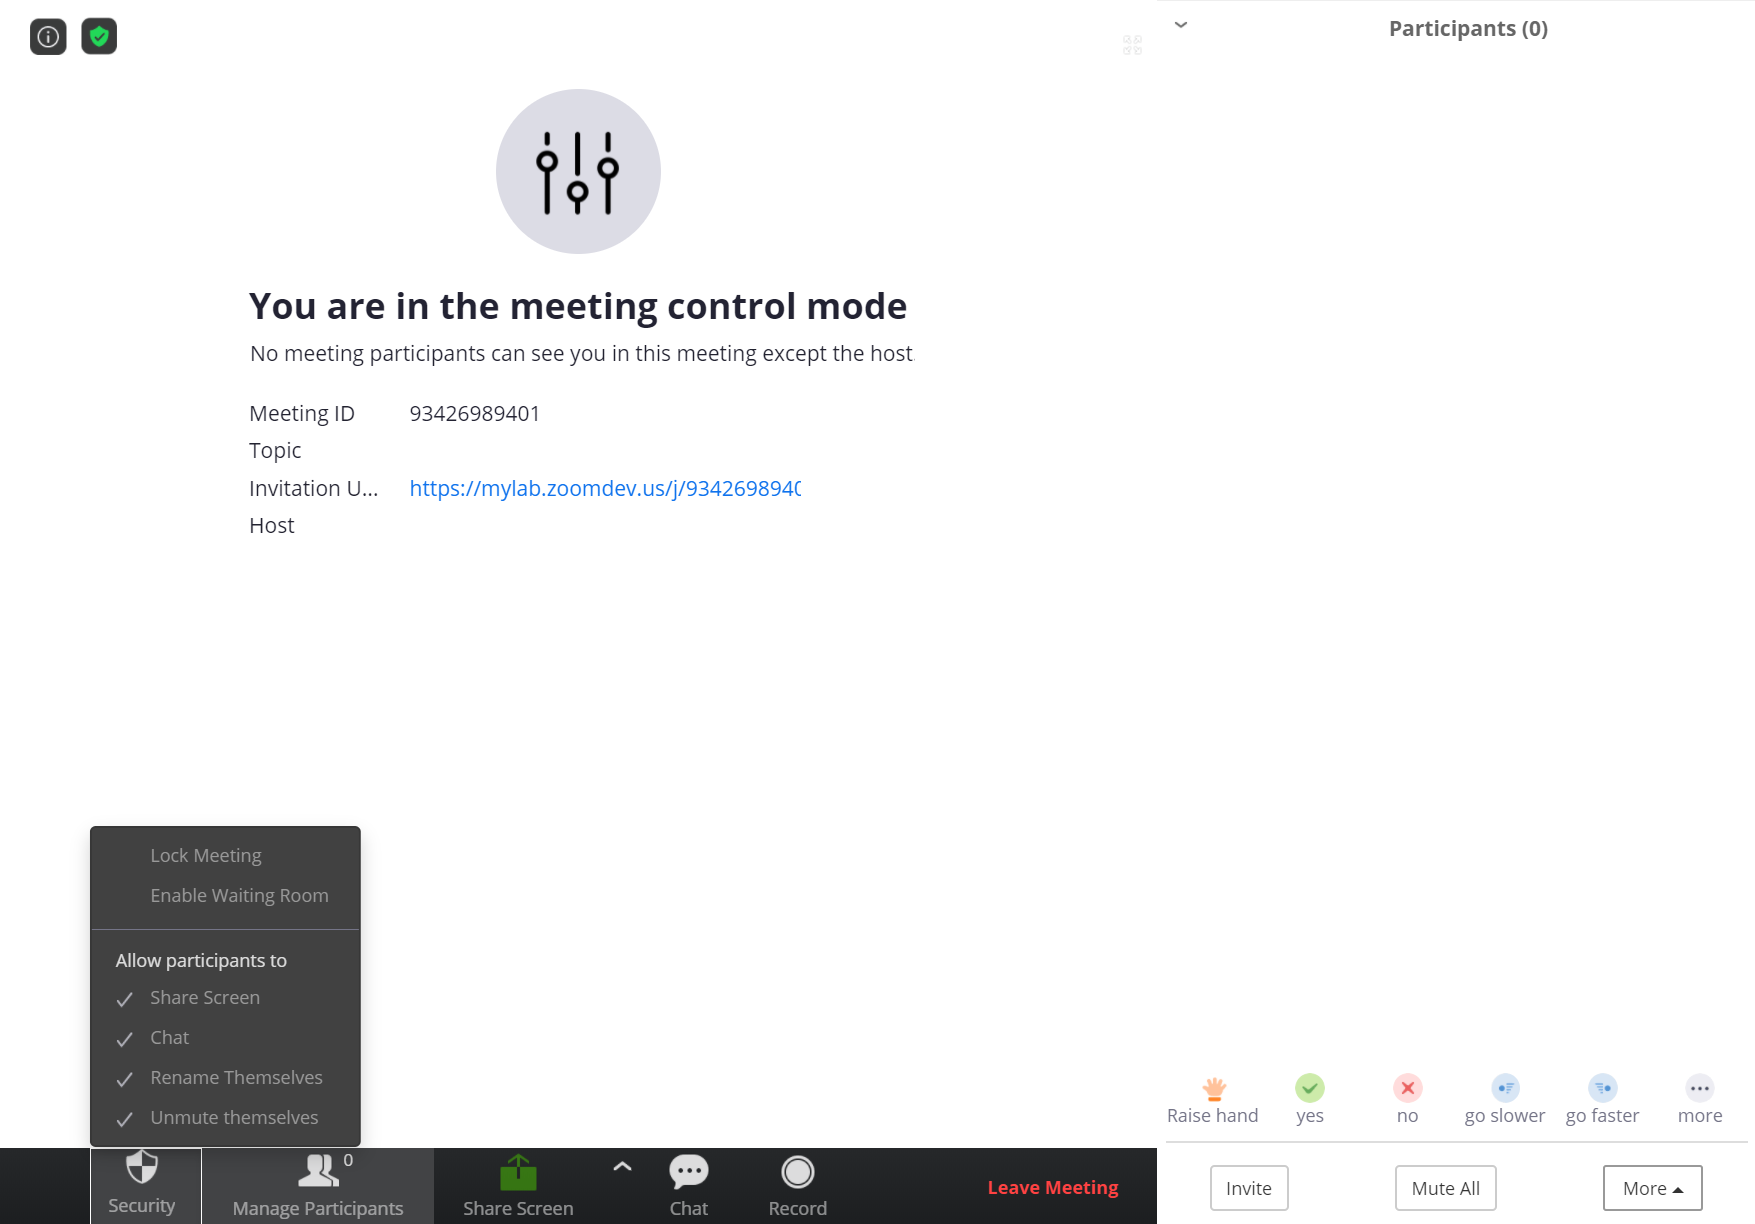 Participants (0)
You are in the meeting control mode
No meeting participants can see you in this meeting except the host.
Meeting ID 93426989401
Topic
Invitation U... https://mylab.zoomdev.us/j/9342698940
Host
Lock Meeting
Enable Waiting Room
Allow participants to
Share Screen
Chat
Rename Themselves
Unmute themselves
Security
0
Manage Participants
Share Screen
Chat
Record
Leave Meeting
Raise hand
yes
no
go slower
go faster
more
Invite
Mute All
More